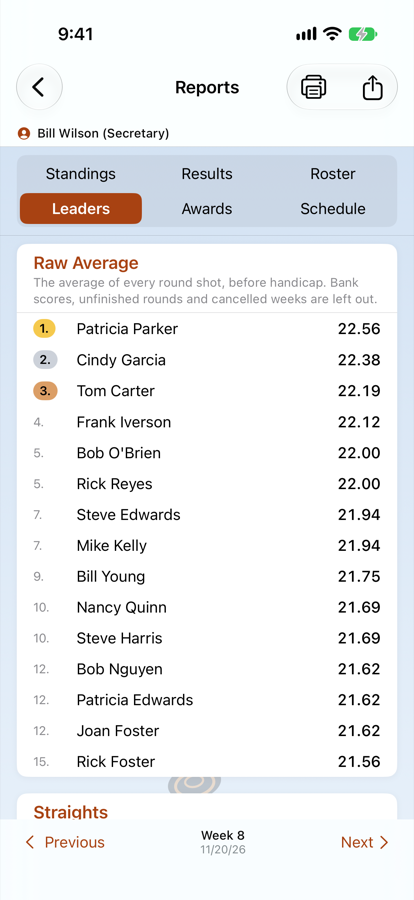 9:41
Reports
Bill Wilson (Secretary)
Standings Results Roster
Leaders Awards Schedule
Raw Average
The average of every round shot, before handicap. Bank
scores, unfinished rounds and cancelled weeks are left out.
1. Patricia Parker 22.56
2. Cindy Garcia 22.38
3. Tom Carter 22.19
4. Frank Iverson 22.12
5. Bob O'Brien 22.00
5. Rick Reyes 22.00
7. Steve Edwards 21.94
7. Mike Kelly 21.94
9. Bill Young 21.75
10. Nancy Quinn 21.69
10. Steve Harris 21.69
12. Bob Nguyen 21.62
12. Patricia Edwards 21.62
12. Joan Foster 21.62
15. Rick Foster 21.56
Straights
Previous Week 8 Next
11/20/26